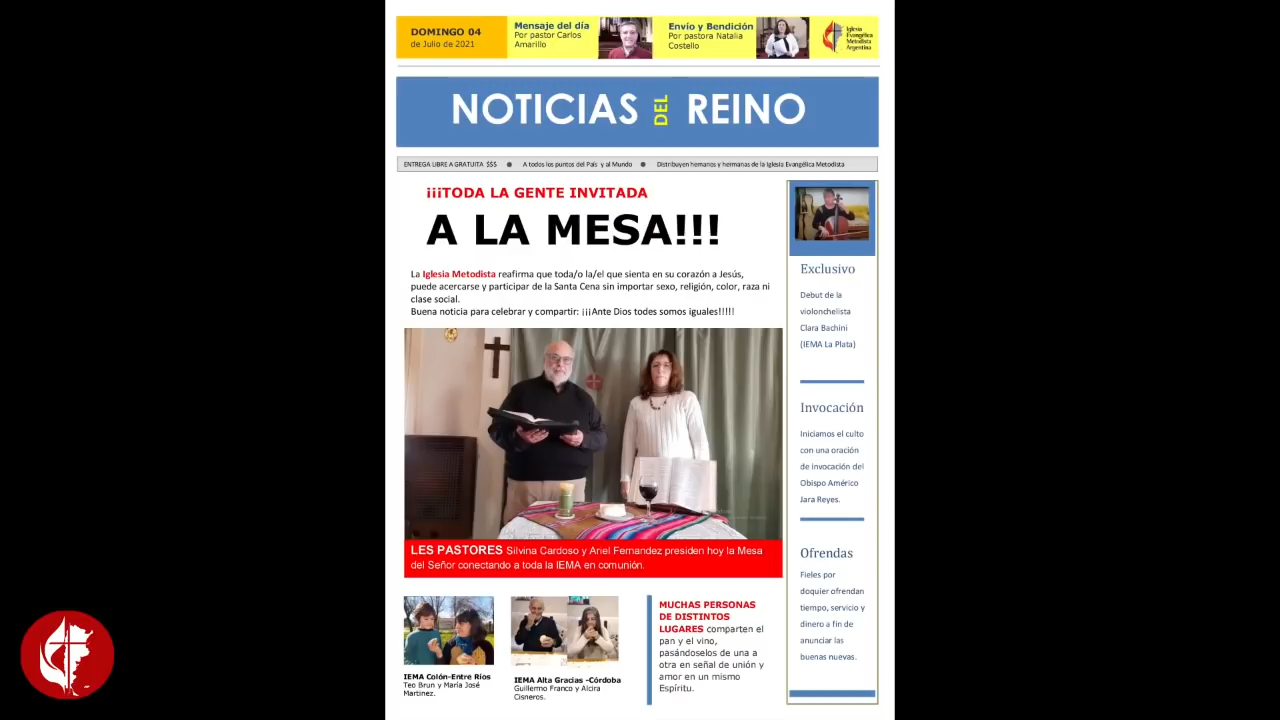 DOMINGO 04
de Julio de 2021
Mensaje del día
Por pastor Carlos
Amarillo
Envío y Bendición
Por pastora Natalia
Costello
Iglesia
Evangélica
Metodista
Argentina
NOTICIAS DEL REINO
ENTREGA LIBRE A GRATUITA $$$ ● A todos los puntos del País y al Mundo ● Distribuyen hemanos y hermanas de la Iglesia Evangélica Metodista
¡¡¡TODA LA GENTE INVITADA
A LA MESA!!!
La Iglesia Metodista reafirma que toda/o la/el que sienta en su corazón a Jesús,
puede acercarse y participar de la Santa Cena sin importar sexo, religión, color, raza ni
clase social.
Buena noticia para celebrar y compartir: ¡¡¡Ante Dios todes somos iguales!!!!!
LES PASTORES Silvina Cardoso y Ariel Fernandez presiden hoy la Mesa
del Señor conectando a toda la IEMA en comunión.
IEMA Colón-Entre Ríos
Teo Brun y María José
Martinez.
IEMA Alta Gracias -Córdoba
Guillermo Franco y Alcira
Cisneros.
MUCHAS PERSONAS
DE DISTINTOS
LUGARES comparten el
pan y el vino,
pasándoselos de una a
otra en señal de unión y
amor en un mismo
Espíritu.
Exclusivo
Debut de la
violonchelista
Clara Bachini
(IEMA La Plata)
Invocación
Iniciamos el culto
con una oración
de invocación del
Obispo Américo
Jara Reyes.
Ofrendas
Fieles por
doquier ofrendan
tiempo, servicio y
dinero a fin de
anunciar las
buenas nuevas.